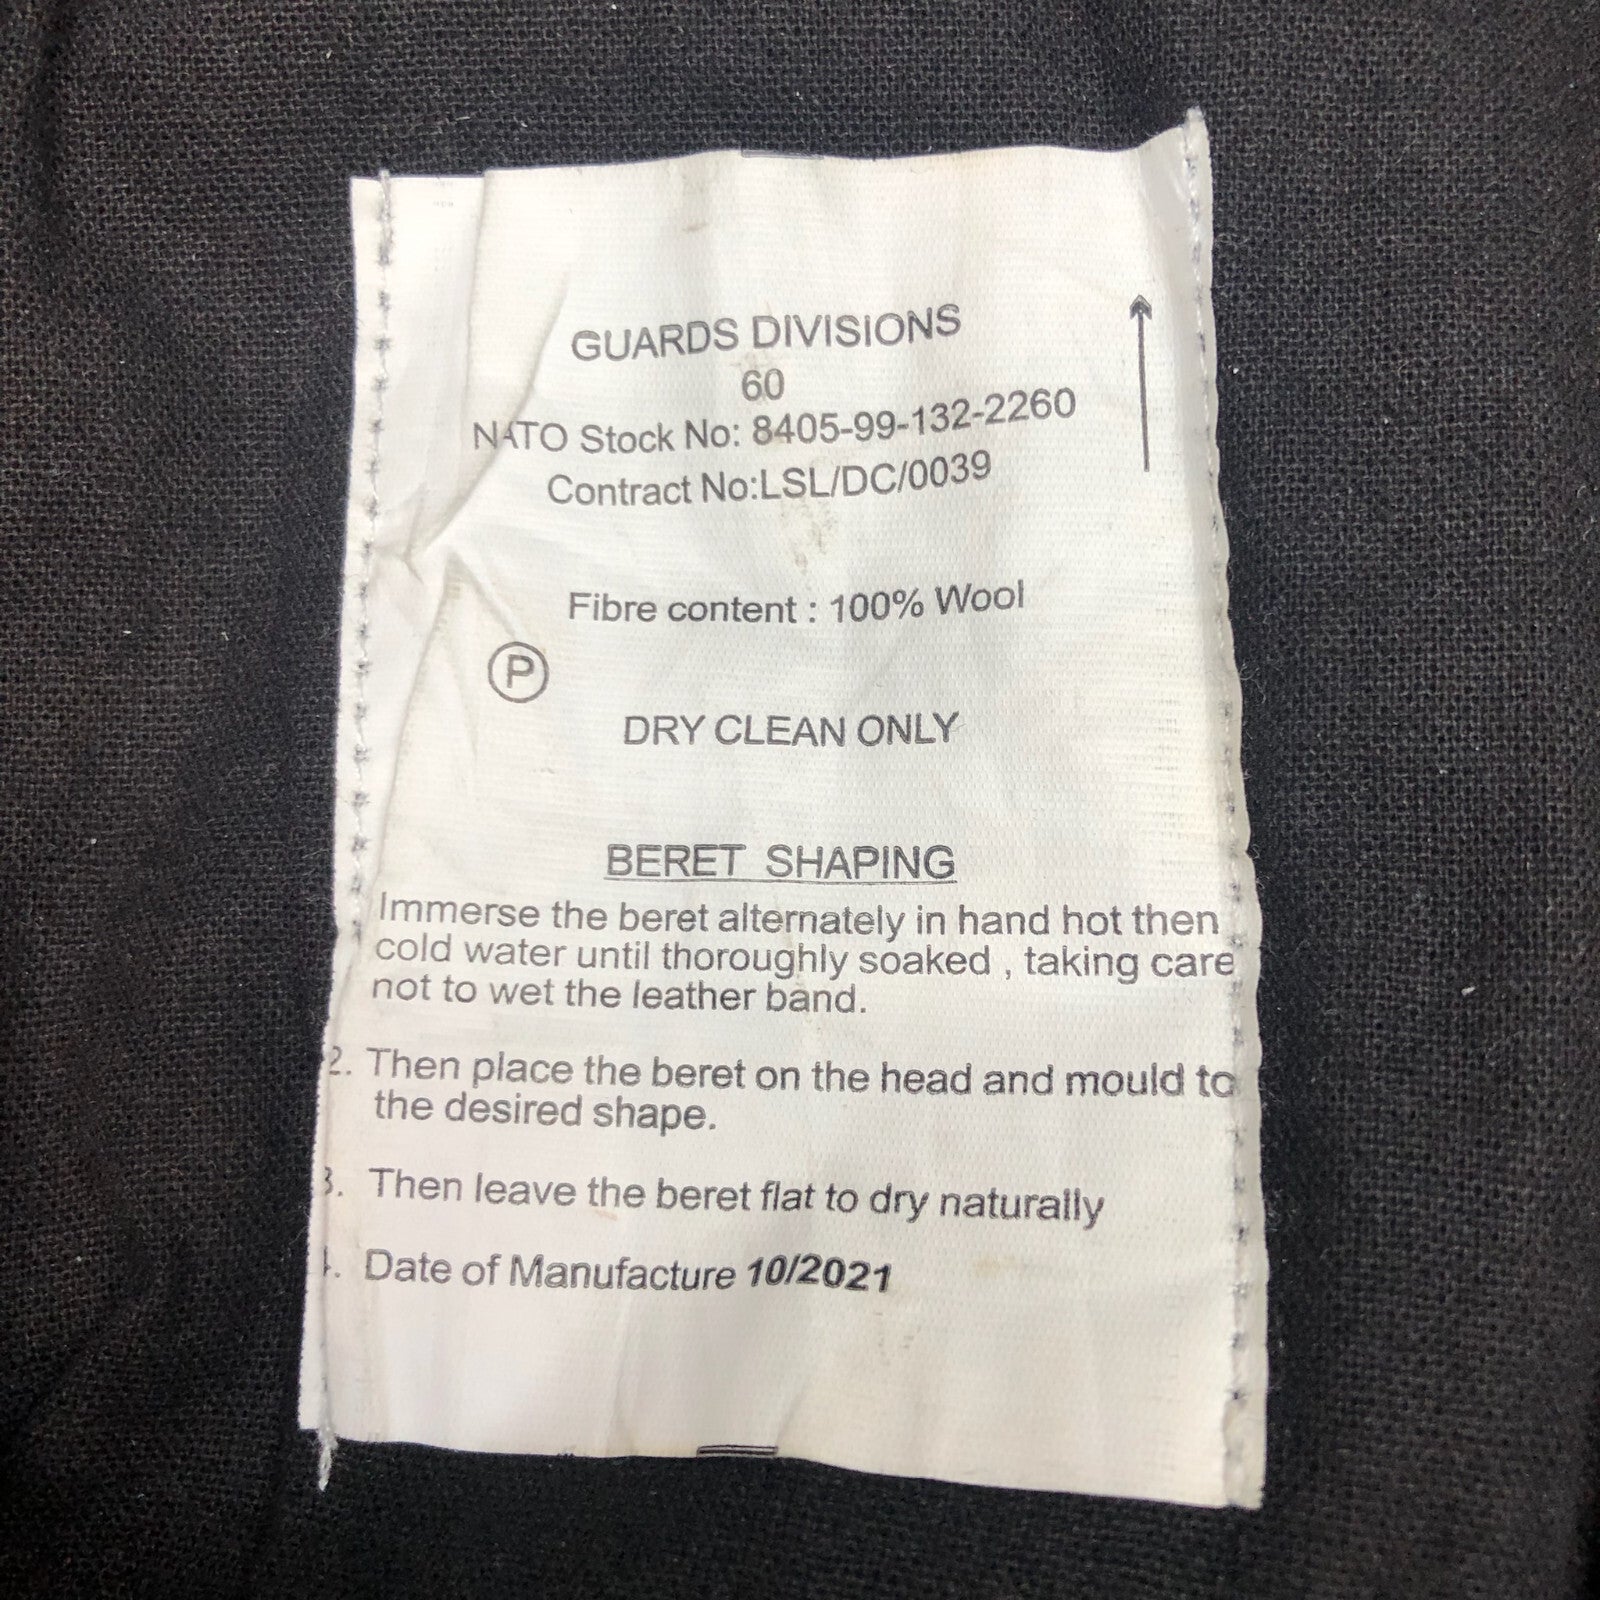 GUARDS DIVISIONS
60
NATO Stock No: 8405-99-132-2260
Contract No:LSL/DC/0039
Fibre content : 100% Wool
P
DRY CLEAN ONLY
BERET SHAPING
Immerse the beret alternately in hand hot then
cold water until thoroughly soaked , taking care
not to wet the leather band.
2. Then place the beret on the head and mould to
the desired shape.
3. Then leave the beret flat to dry naturally
4. Date of Manufacture 10/2021